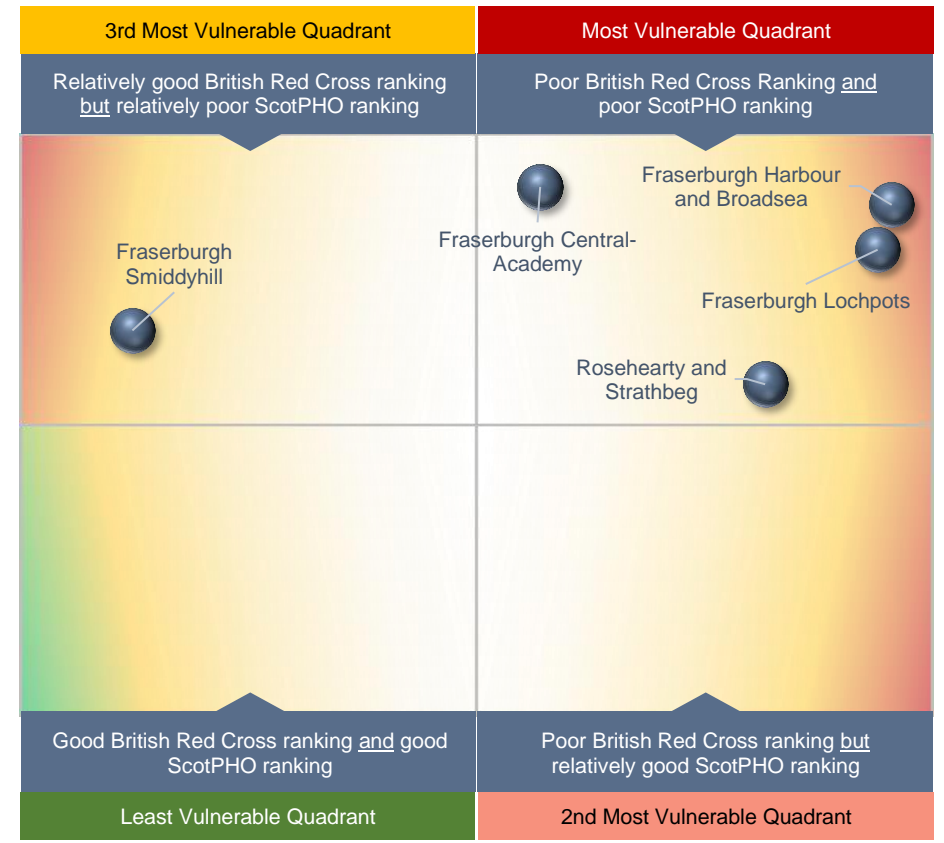 3rd Most Vulnerable Quadrant
Most Vulnerable Quadrant
Relatively good British Red Cross ranking
but relatively poor ScotPHO ranking
Poor British Red Cross Ranking and
poor ScotPHO ranking
Fraserburgh Harbour
and Broadsea
Fraserburgh Central-
Academy
Fraserburgh
Smiddyhill
Fraserburgh Lochpots
Rosehearty and
Strathbeg
Good British Red Cross ranking and good
ScotPHO ranking
Poor British Red Cross ranking but
relatively good ScotPHO ranking
Least Vulnerable Quadrant
2nd Most Vulnerable Quadrant